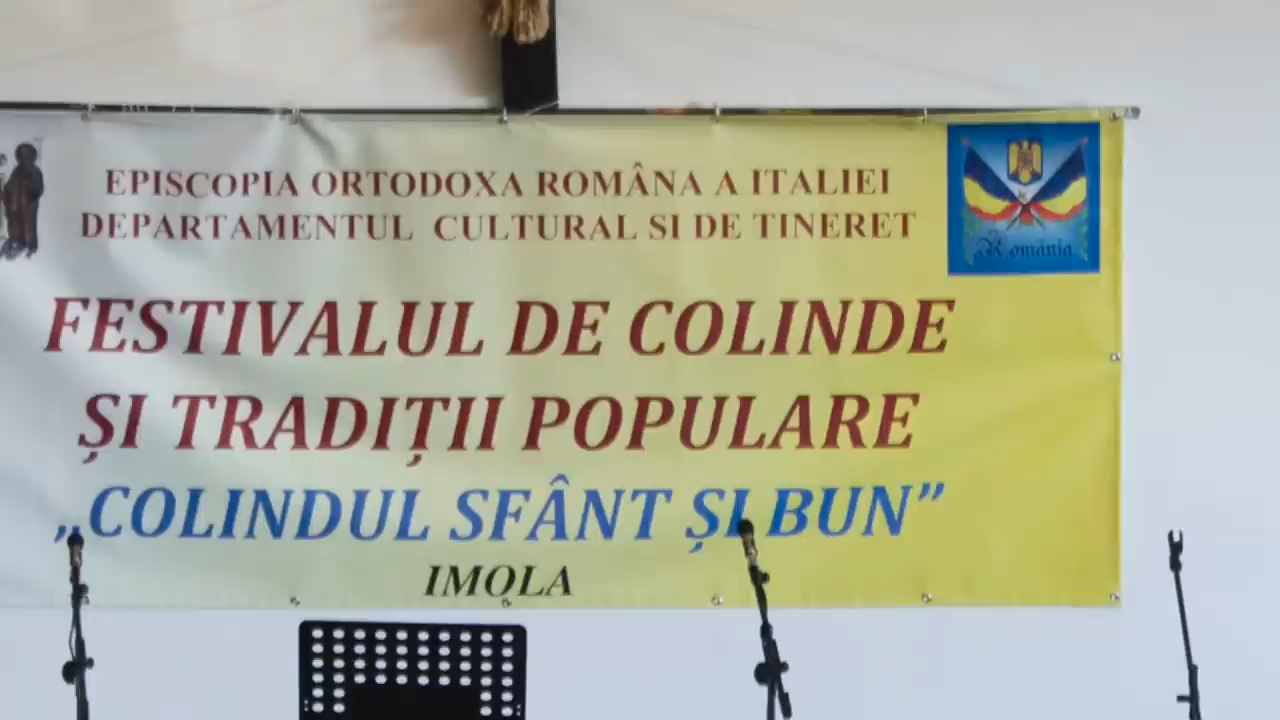 EPISCOPIA ORTODOXA ROMÂNA A ITALIEI
DEPARTAMENTUL CULTURAL SI DE TINERET
România
FESTIVALUL DE COLINDE
ȘI TRADIȚII POPULARE
„COLINDUL SFÂNT ȘI BUN”
IMOLA